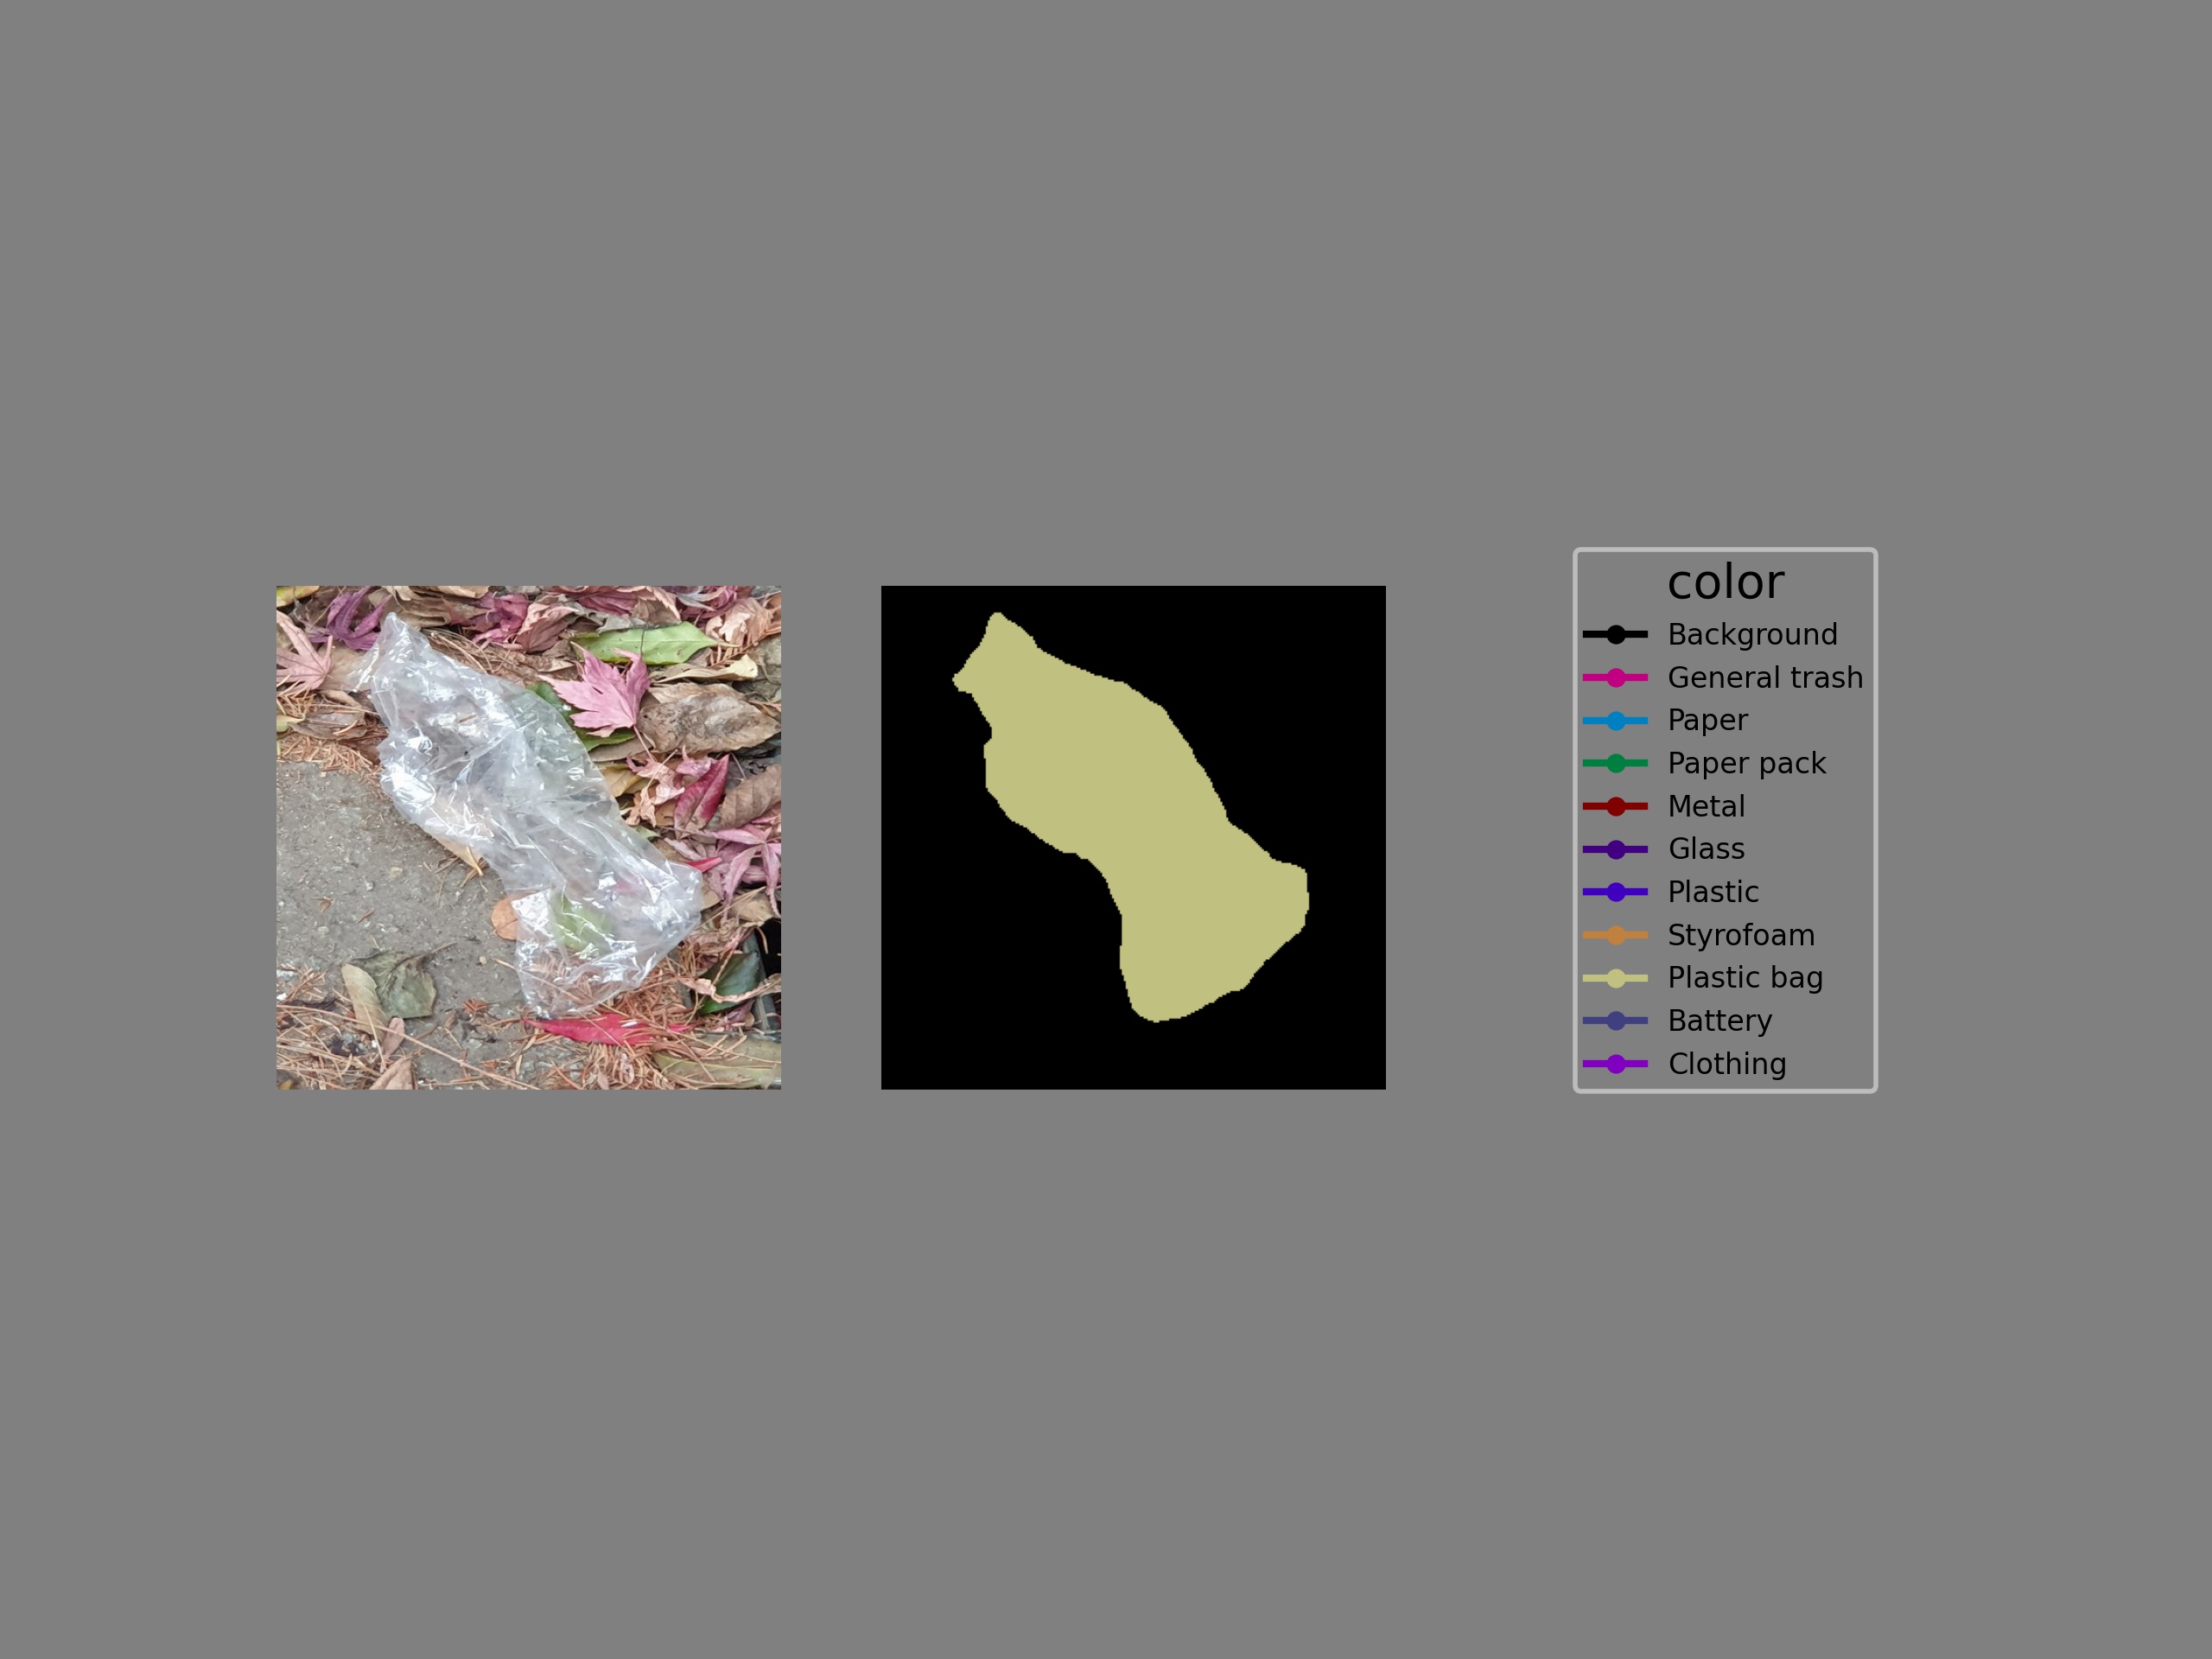 color
Background
General trash
Paper
Paper pack
Metal
Glass
Plastic
Styrofoam
Plastic bag
Battery
Clothing